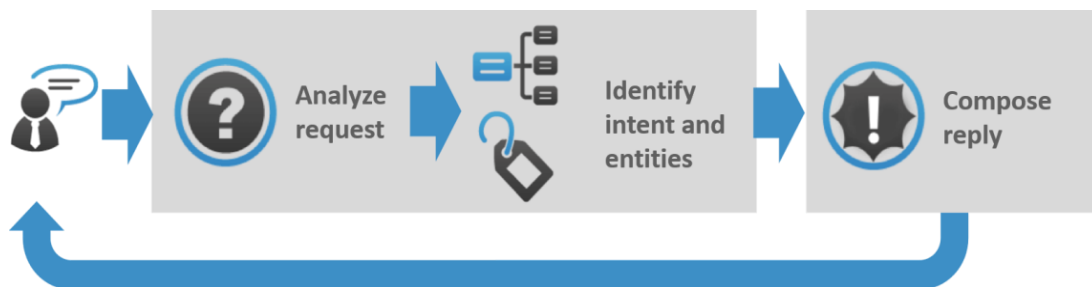 ?
Analyze
request
Identify
intent and
entities
!
Compose
reply